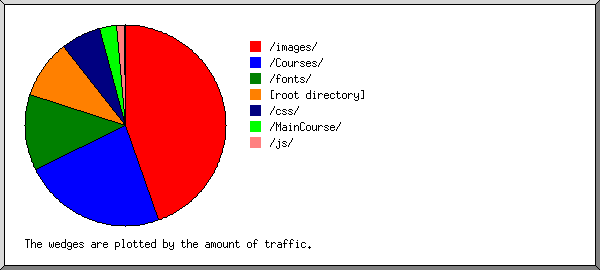 /images/
/Courses/
/fonts/
[root directory]
/css/
/MainCourse/
/js/
The wedges are plotted by the amount of traffic.